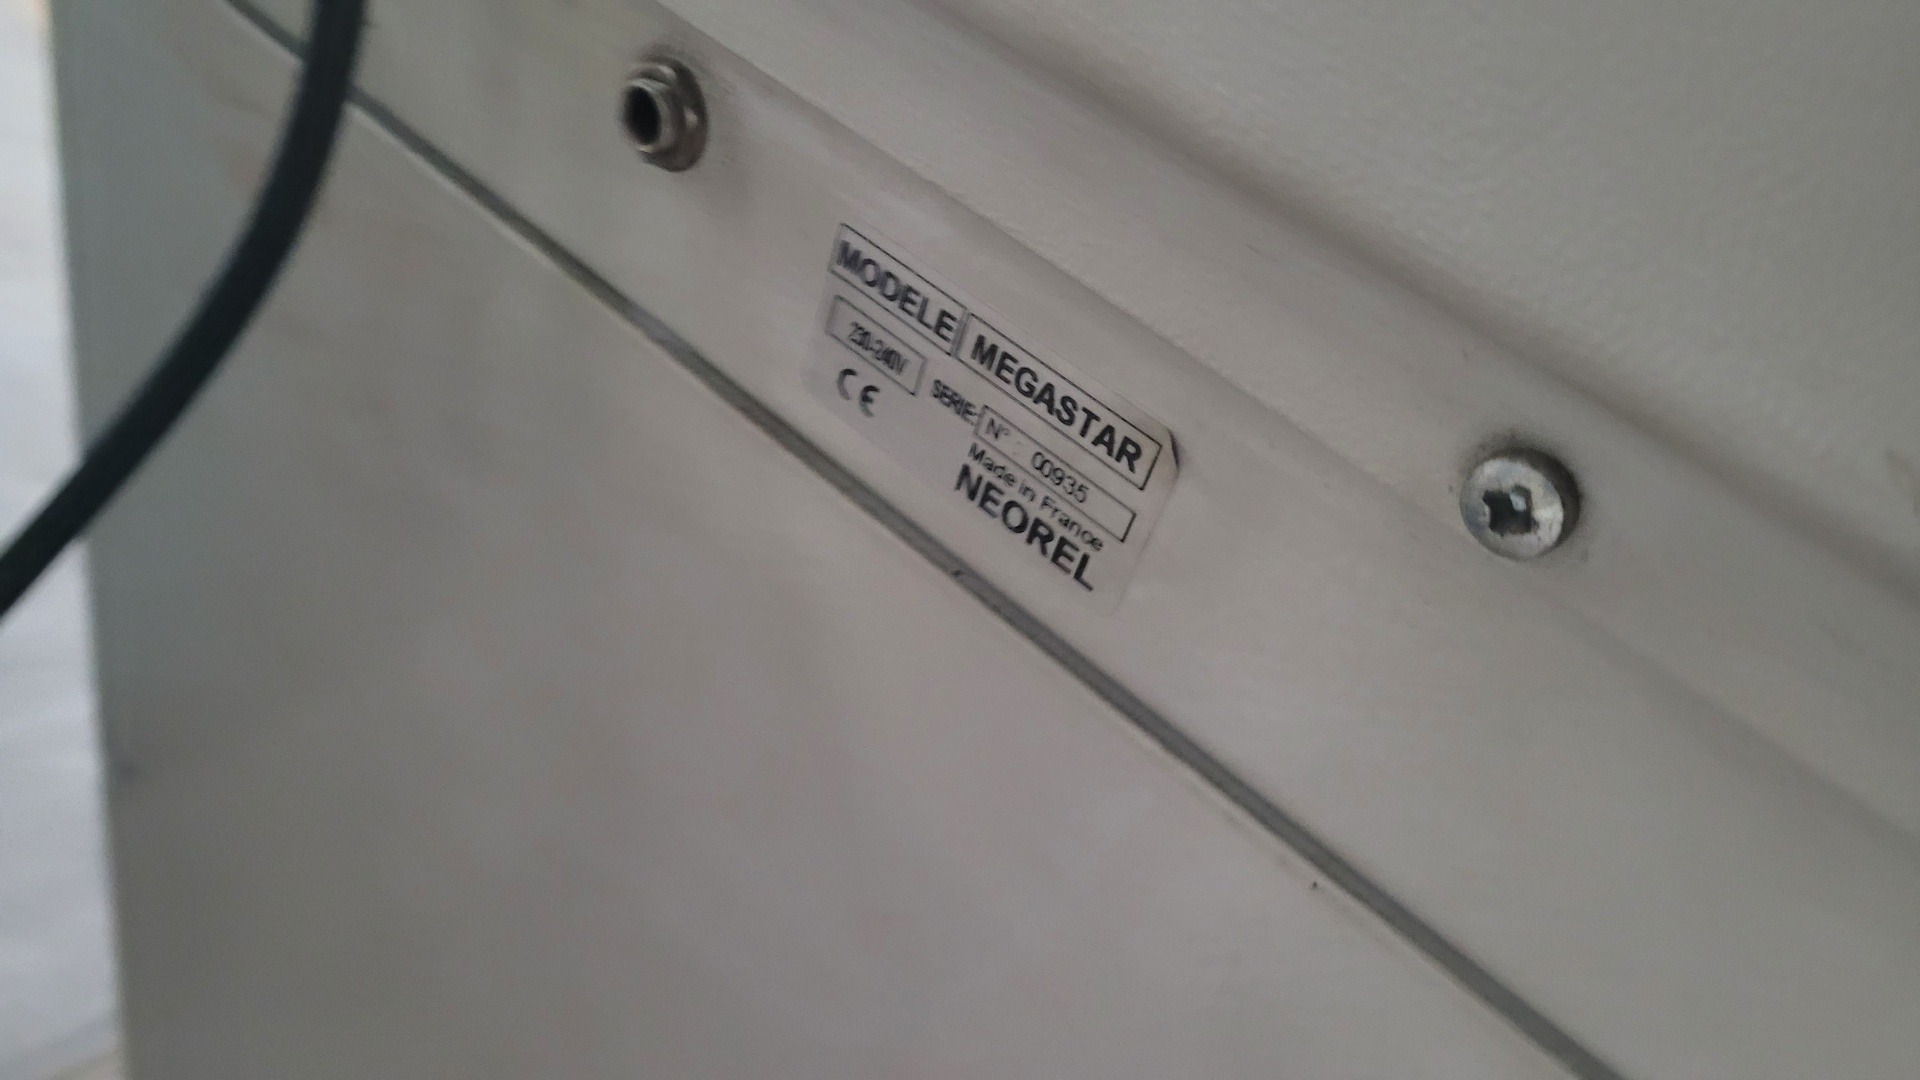 MODELE MEGASTAR
230-240V SERIE: N° 00935
CE Made in France
NEOREL